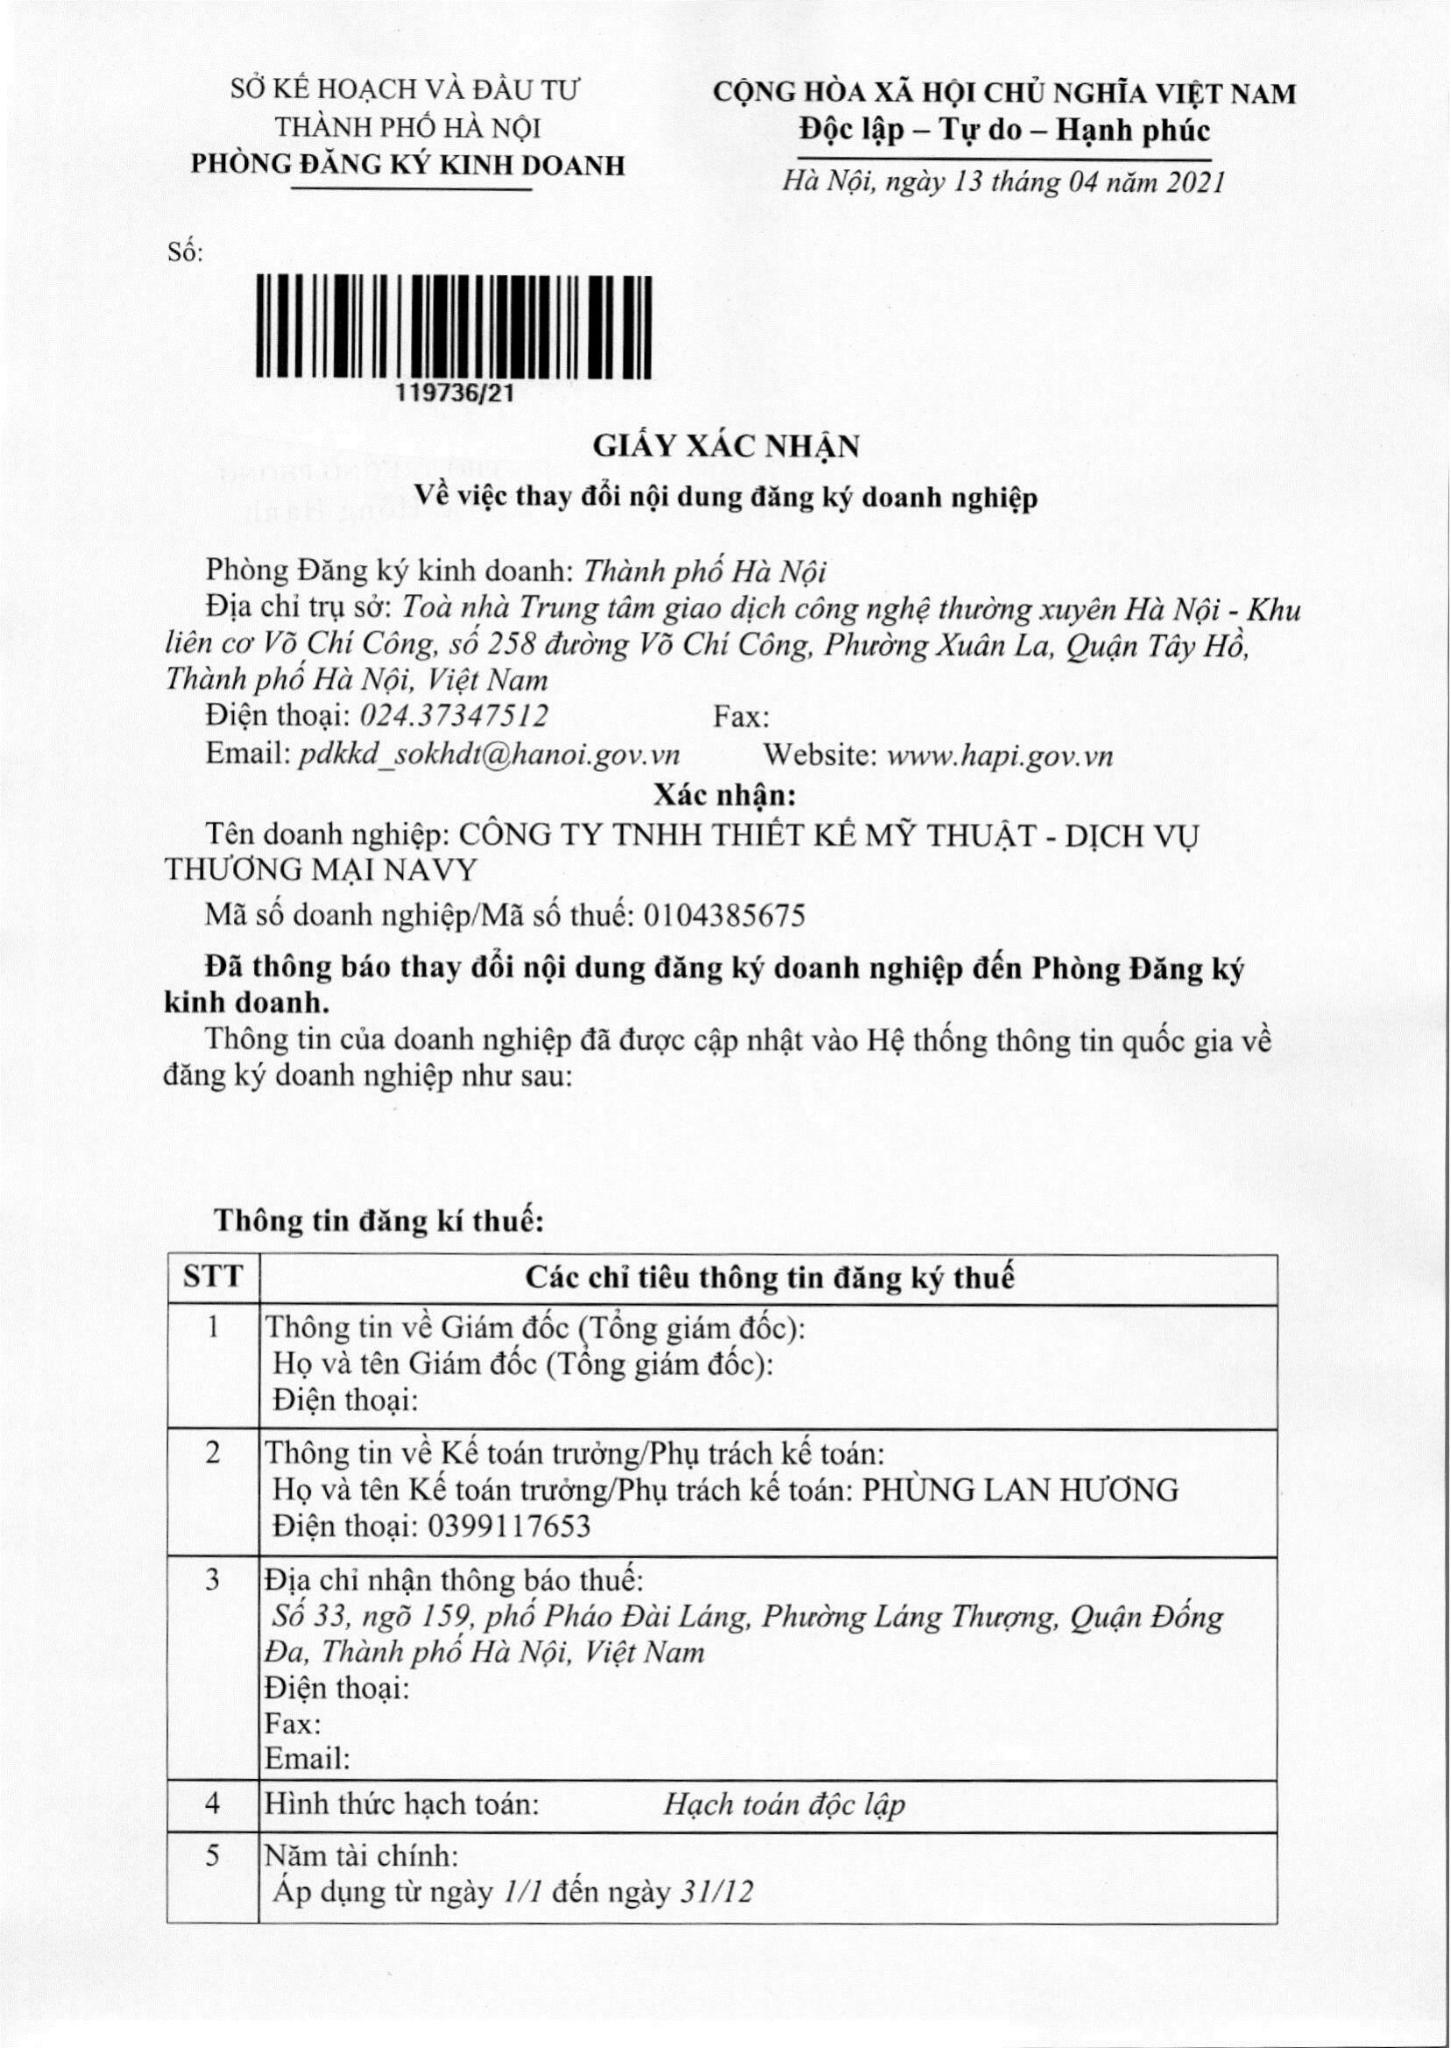 SỞ KẾ HOẠCH VÀ ĐẦU TƯ
THÀNH PHỐ HÀ NỘI
PHÒNG ĐĂNG KÝ KINH DOANH
CỘNG HÒA XÃ HỘI CHỦ NGHĨA VIỆT NAM
Độc lập – Tự do – Hạnh phúc
Hà Nội, ngày 13 tháng 04 năm 2021
Số:
119736/21
GIẤY XÁC NHẬN
Về việc thay đổi nội dung đăng ký doanh nghiệp
Phòng Đăng ký kinh doanh: Thành phố Hà Nội
Địa chỉ trụ sở: Toà nhà Trung tâm giao dịch công nghệ thường xuyên Hà Nội - Khu
liên cơ Võ Chí Công, số 258 đường Võ Chí Công, Phường Xuân La, Quận Tây Hồ,
Thành phố Hà Nội, Việt Nam
Điện thoại: 024.37347512 Fax:
Email: pdkkd_sokhdt@hanoi.gov.vn Website: www.hapi.gov.vn
Xác nhận:
Tên doanh nghiệp: CÔNG TY TNHH THIẾT KẾ MỸ THUẬT - DỊCH VỤ
THƯƠNG MẠI NAVY
Mã số doanh nghiệp/Mã số thuế: 0104385675
Đã thông báo thay đổi nội dung đăng ký doanh nghiệp đến Phòng Đăng ký
kinh doanh.
Thông tin của doanh nghiệp đã được cập nhật vào Hệ thống thông tin quốc gia về
đăng ký doanh nghiệp như sau:
Thông tin đăng kí thuế:
STT Các chỉ tiêu thông tin đăng ký thuế
1 Thông tin về Giám đốc (Tổng giám đốc):
Họ và tên Giám đốc (Tổng giám đốc):
Điện thoại:
2 Thông tin về Kế toán trưởng/Phụ trách kế toán:
Họ và tên Kế toán trưởng/Phụ trách kế toán: PHÙNG LAN HƯƠNG
Điện thoại: 0399117653
3 Địa chỉ nhận thông báo thuế:
Số 33, ngõ 159, phố Pháo Đài Láng, Phường Láng Thượng, Quận Đống
Đa, Thành phố Hà Nội, Việt Nam
Điện thoại:
Fax:
Email:
4 Hình thức hạch toán: Hạch toán độc lập
5 Năm tài chính:
Áp dụng từ ngày 1/1 đến ngày 31/12